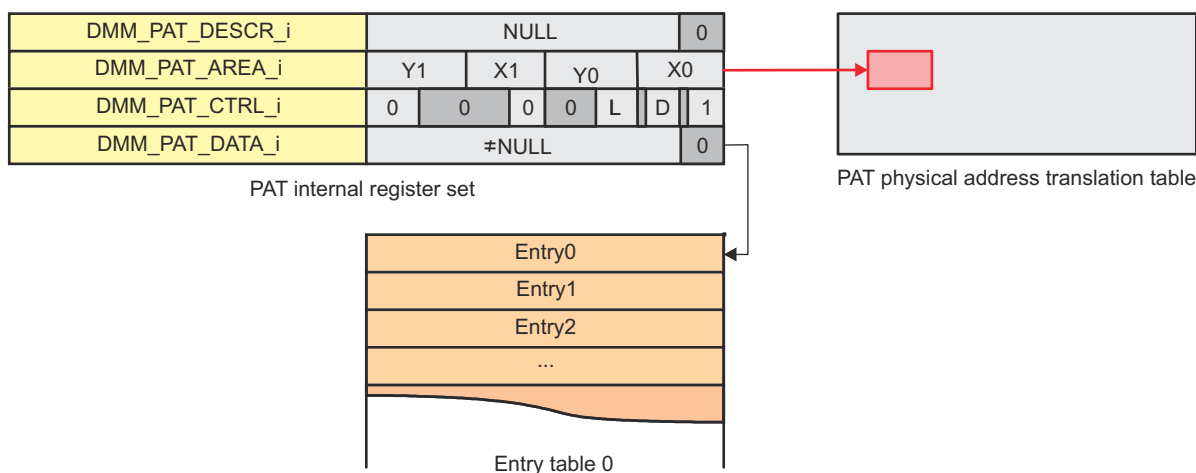 DMM_PAT_DESCR_i NULL 0
DMM_PAT_AREA_i Y1 X1 Y0 X0
DMM_PAT_CTRL_i 0 0 0 0 L D 1
DMM_PAT_DATA_i ≠NULL 0
PAT internal register set
PAT physical address translation table
Entry0
Entry1
Entry2
...
Entry table 0